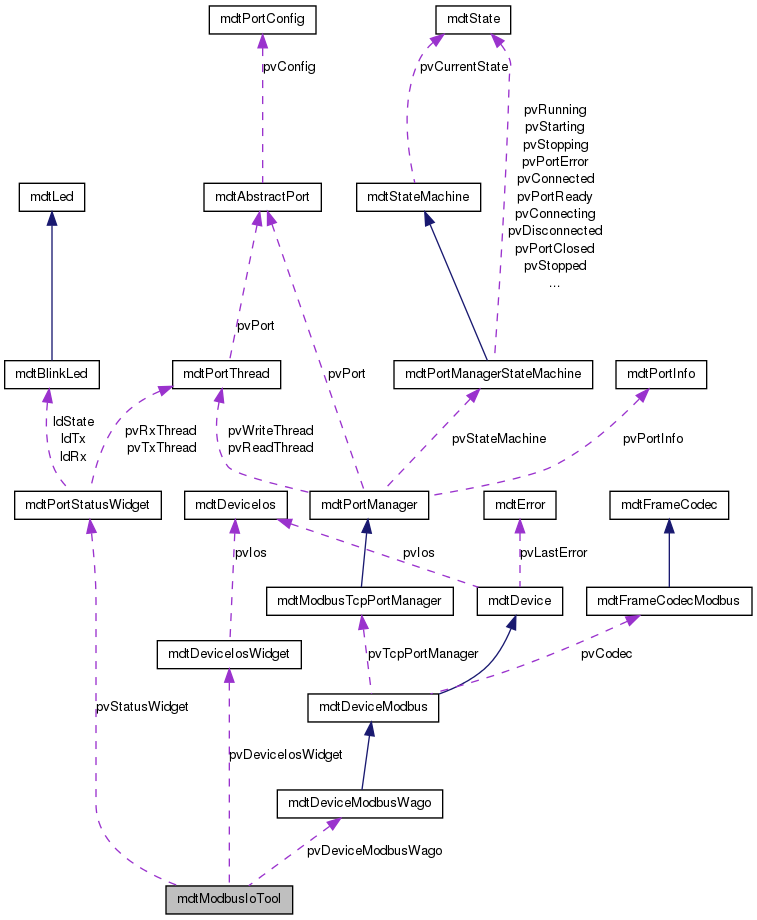 mdtPortConfig
mdtState
pvConfig
pvCurrentState
pvRunning
pvStarting
pvStopping
pvPortError
pvConnected
pvPortReady
pvConnecting
pvDisconnected
pvPortClosed
pvStopped
...
mdtLed
mdtAbstractPort
mdtStateMachine
pvPort
mdtBlinkLed
mdtPortThread
pvPort
mdtPortManagerStateMachine
mdtPortInfo
ldState
ldTx
ldRx
pvRxThread
pvTxThread
pvWriteThread
pvReadThread
pvStateMachine
pvPortInfo
mdtPortStatusWidget
mdtDeviceIos
mdtPortManager
mdtError
mdtFrameCodec
pvIos
pvIos
pvLastError
mdtModbusTcpPortManager
mdtDevice
mdtFrameCodecModbus
mdtDeviceIosWidget
pvTcpPortManager
pvCodec
pvStatusWidget
mdtDeviceModbus
pvDeviceIosWidget
mdtDeviceModbusWago
pvDeviceModbusWago
mdtModbusIoTool